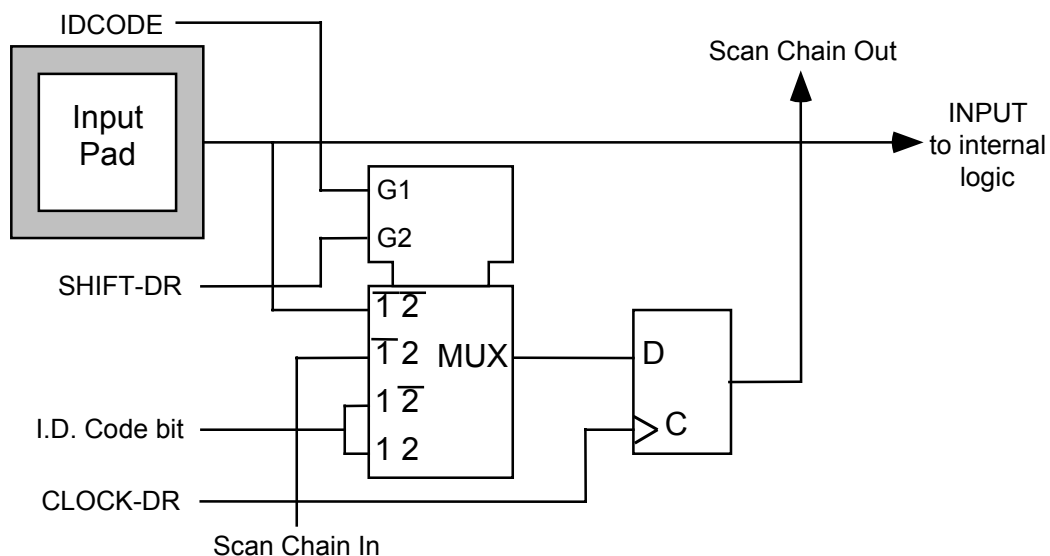 IDCODE
Scan Chain Out
Input
Pad
INPUT
to internal
logic
G1
G2
SHIFT-DR
1̅ 2̅
1̅ 2
MUX
D
1 2̅
I.D. Code bit
C
1 2
CLOCK-DR
Scan Chain In